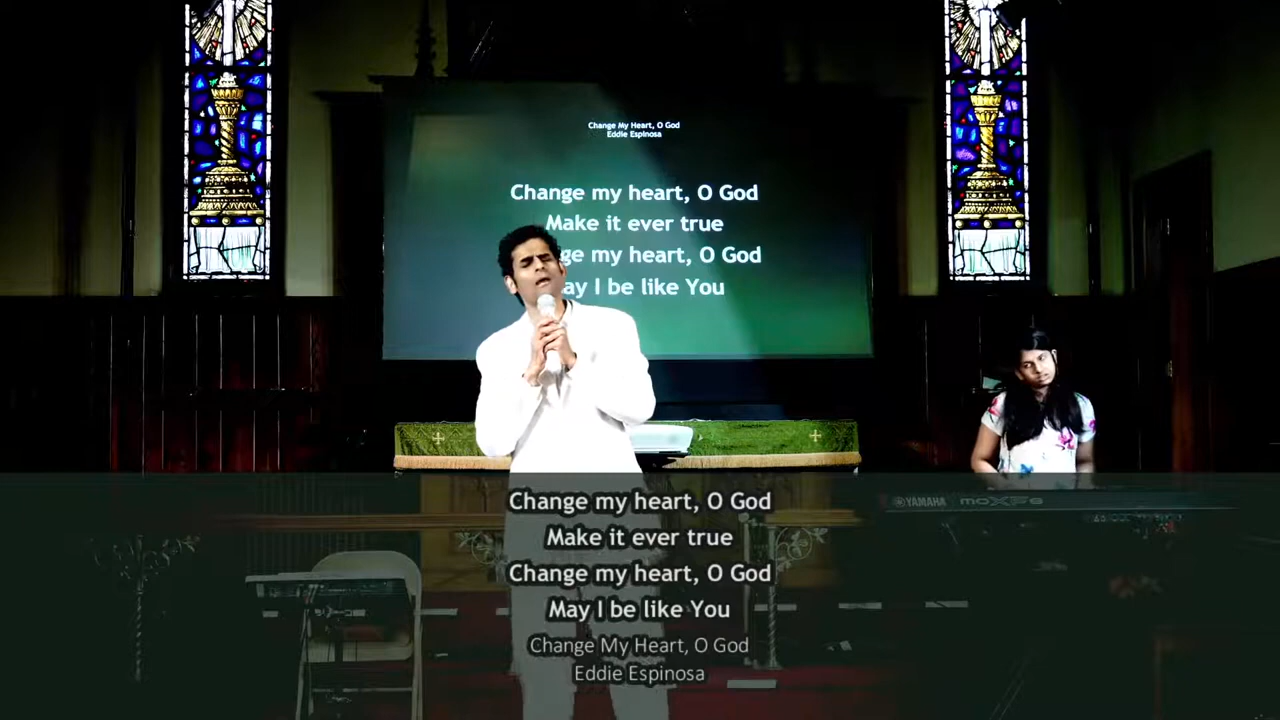 Change My Heart, O God
Eddie Espinosa
Change my heart, O God
Make it ever true
ge my heart, O God
ay I be like You
YAMAHA MOXF8
Change my heart, O God
Make it ever true
Change my heart, O God
May I be like You
Change My Heart, O God
Eddie Espinosa